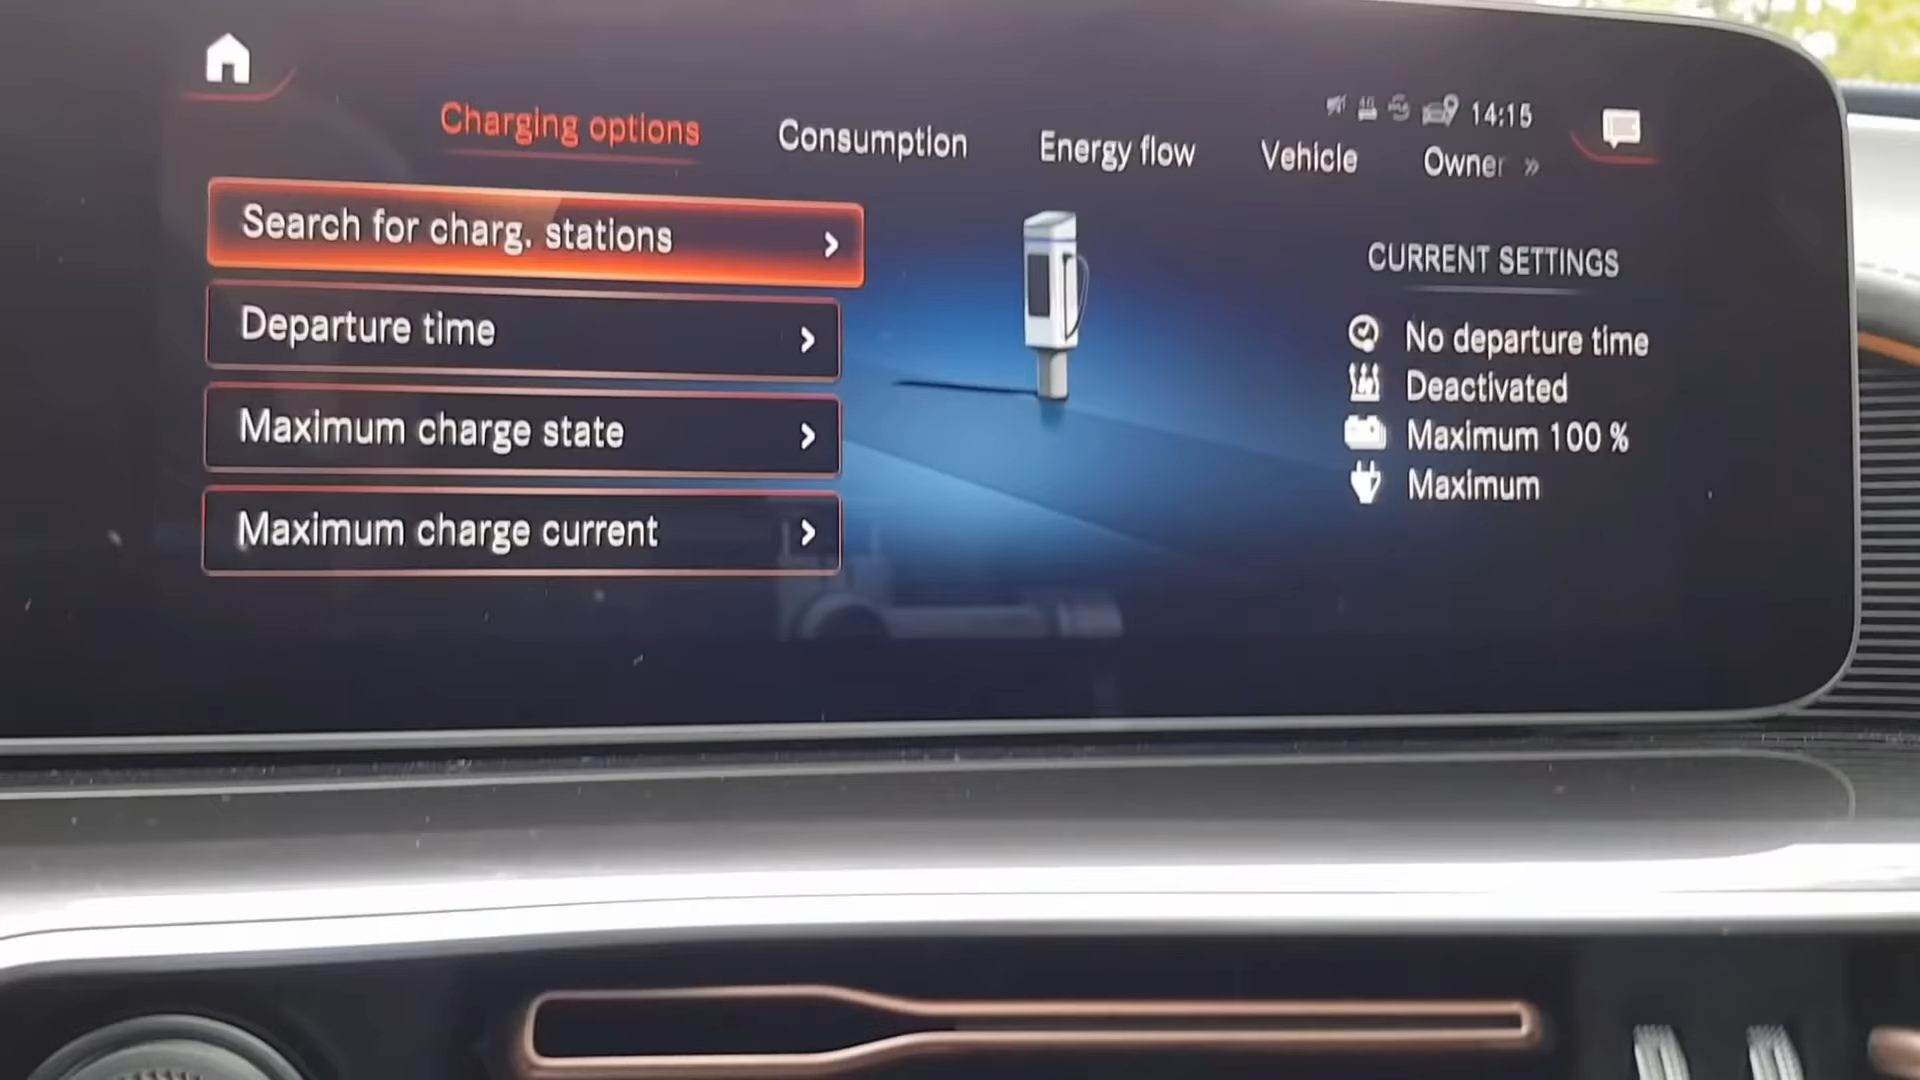 14:15
Charging options
Consumption
Energy flow
Vehicle
Owner »
Search for charg. stations
Departure time
Maximum charge state
Maximum charge current
CURRENT SETTINGS
No departure time
Deactivated
Maximum 100 %
Maximum